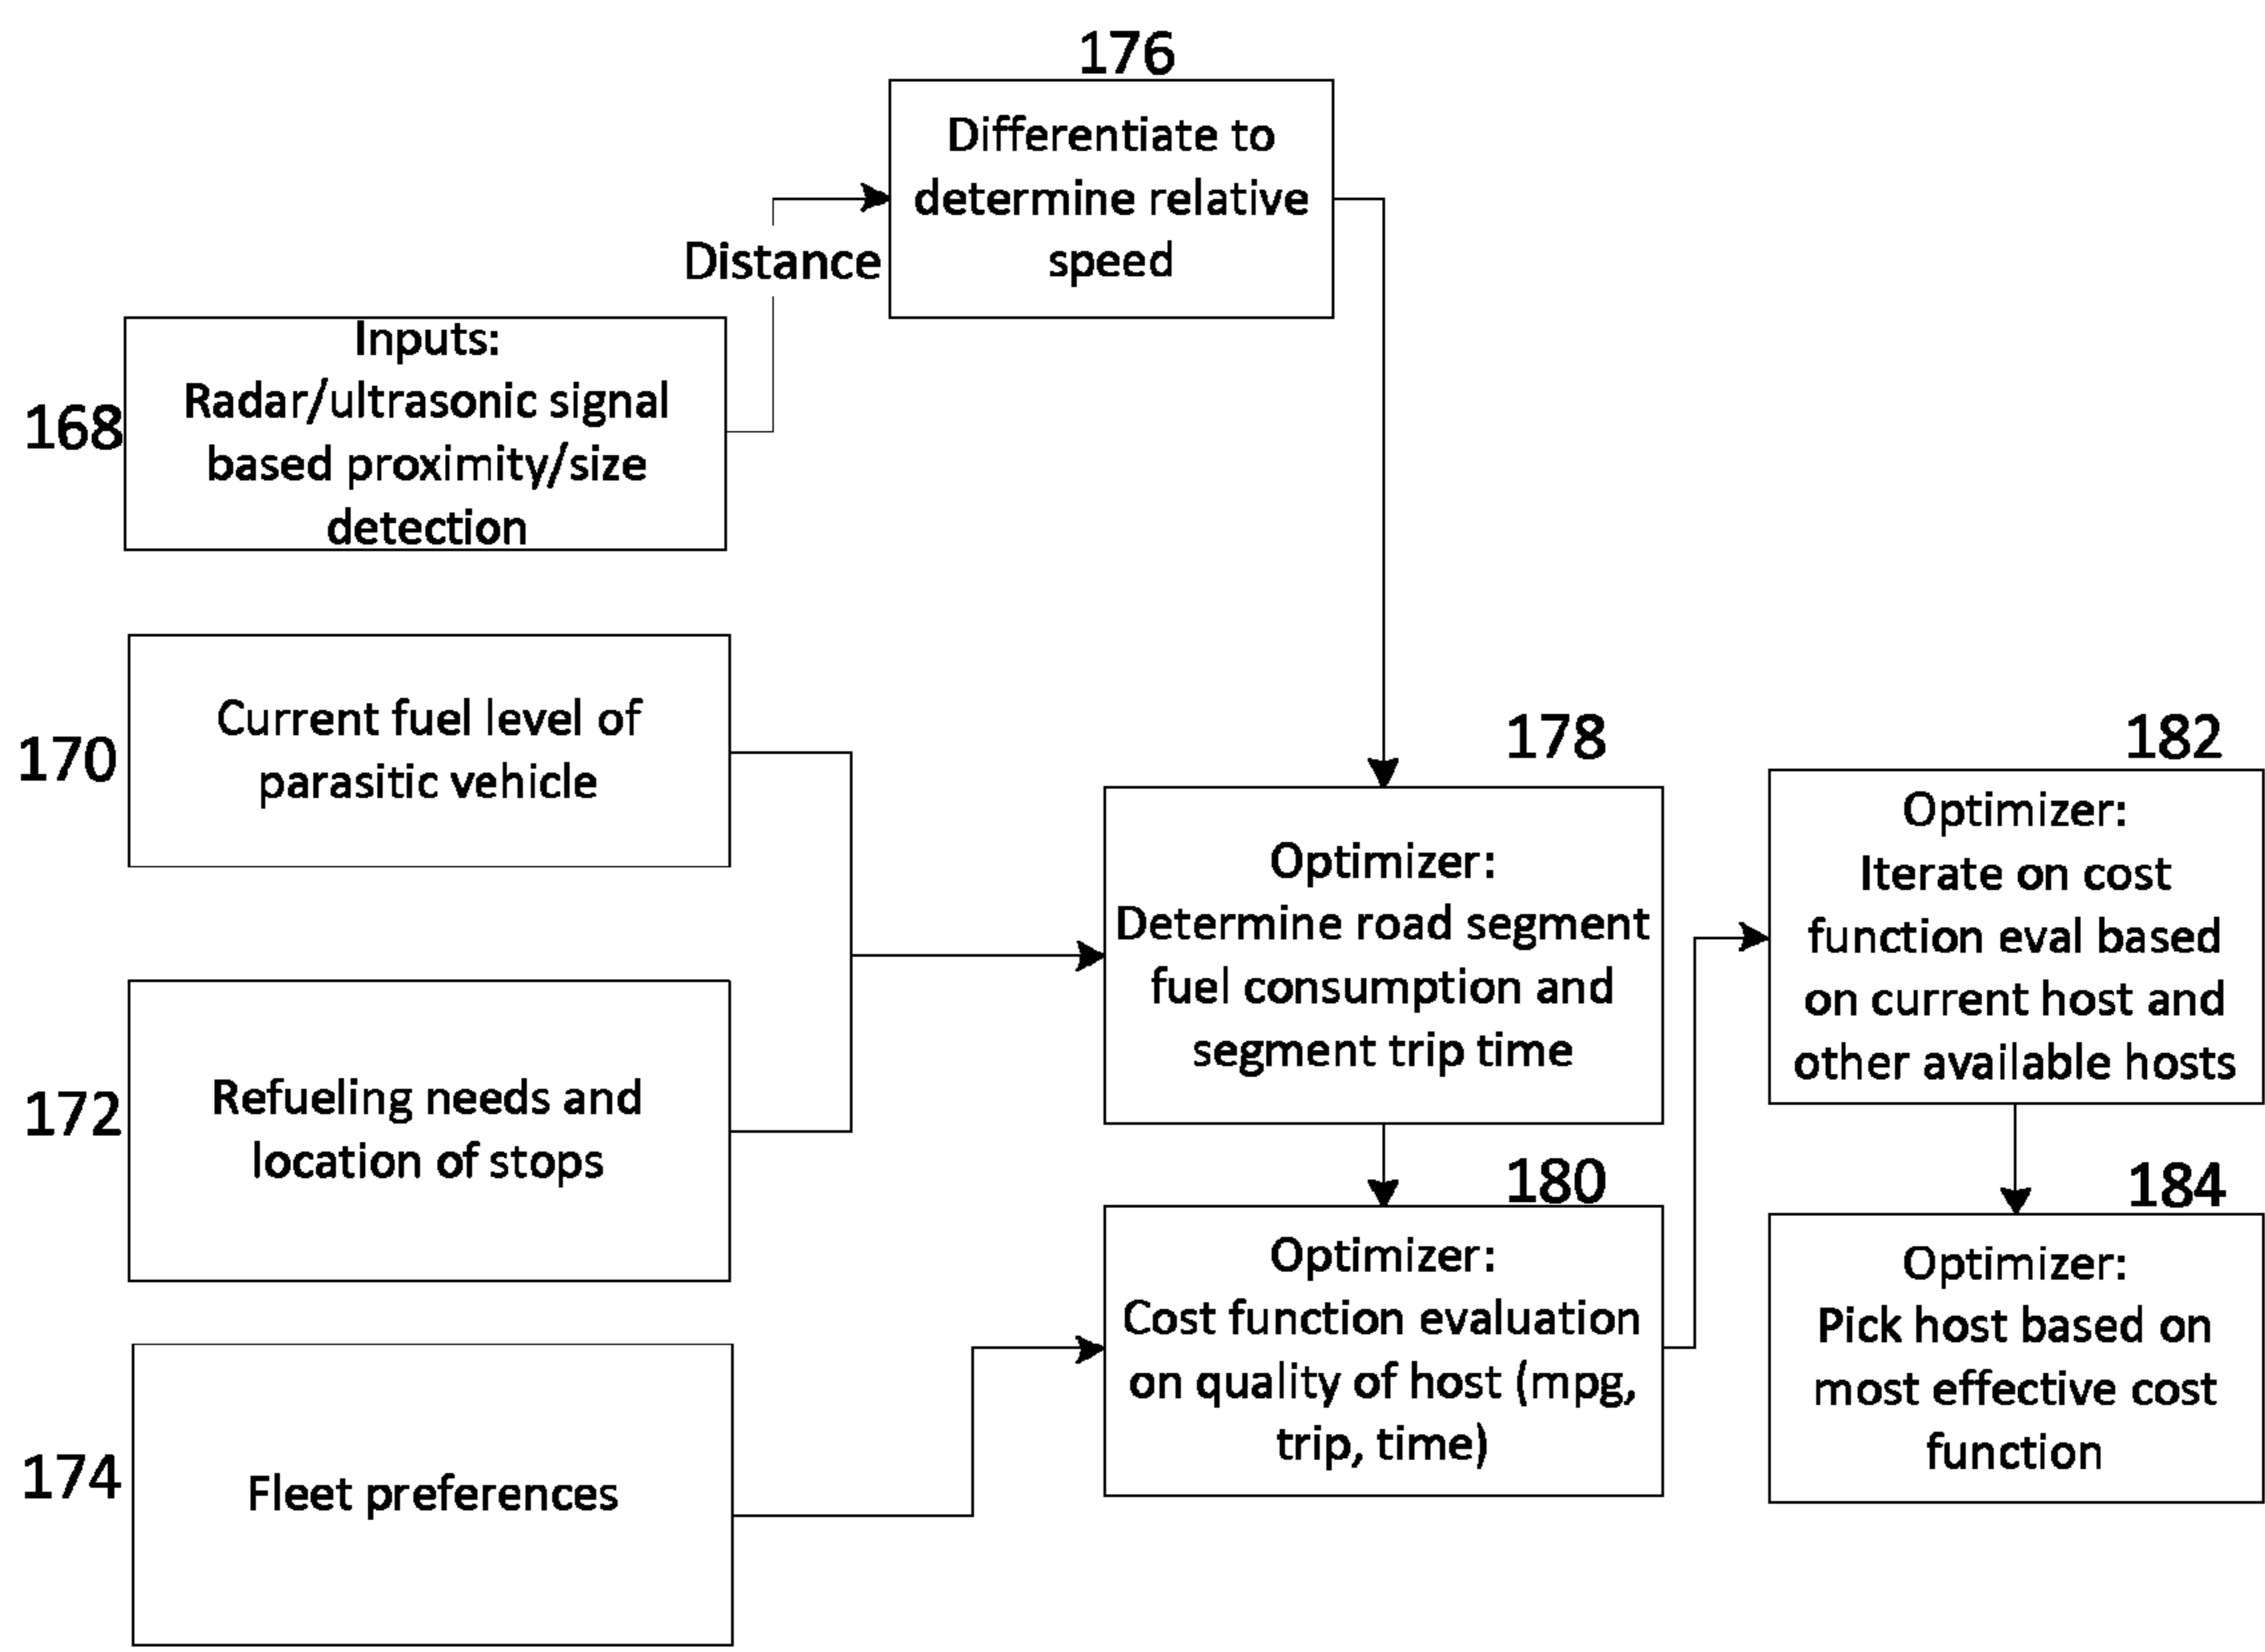 176
Differentiate to
determine relative
speed
Distance
168
Inputs:
Radar/ultrasonic signal
based proximity/size
detection
170
Current fuel level of
parasitic vehicle
172
Refueling needs and
location of stops
174
Fleet preferences
178
Optimizer:
Determine road segment
fuel consumption and
segment trip time
180
Optimizer:
Cost function evaluation
on quality of host (mpg,
trip, time)
182
Optimizer:
Iterate on cost
function eval based
on current host and
other available hosts
184
Optimizer:
Pick host based on
most effective cost
function